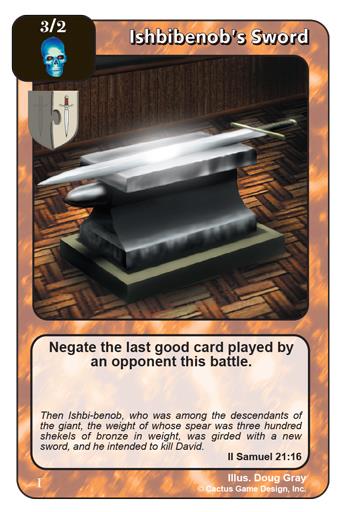 3/2
Ishbibenob's Sword
Negate the last good card played by
an opponent this battle.
Then Ishbi-benob, who was among the descendants of
the giant, the weight of whose spear was three hundred
shekels of bronze in weight, was girded with a new
sword, and he intended to kill David.
II Samuel 21:16
I
Illus. Doug Gray
© Cactus Game Design, Inc.